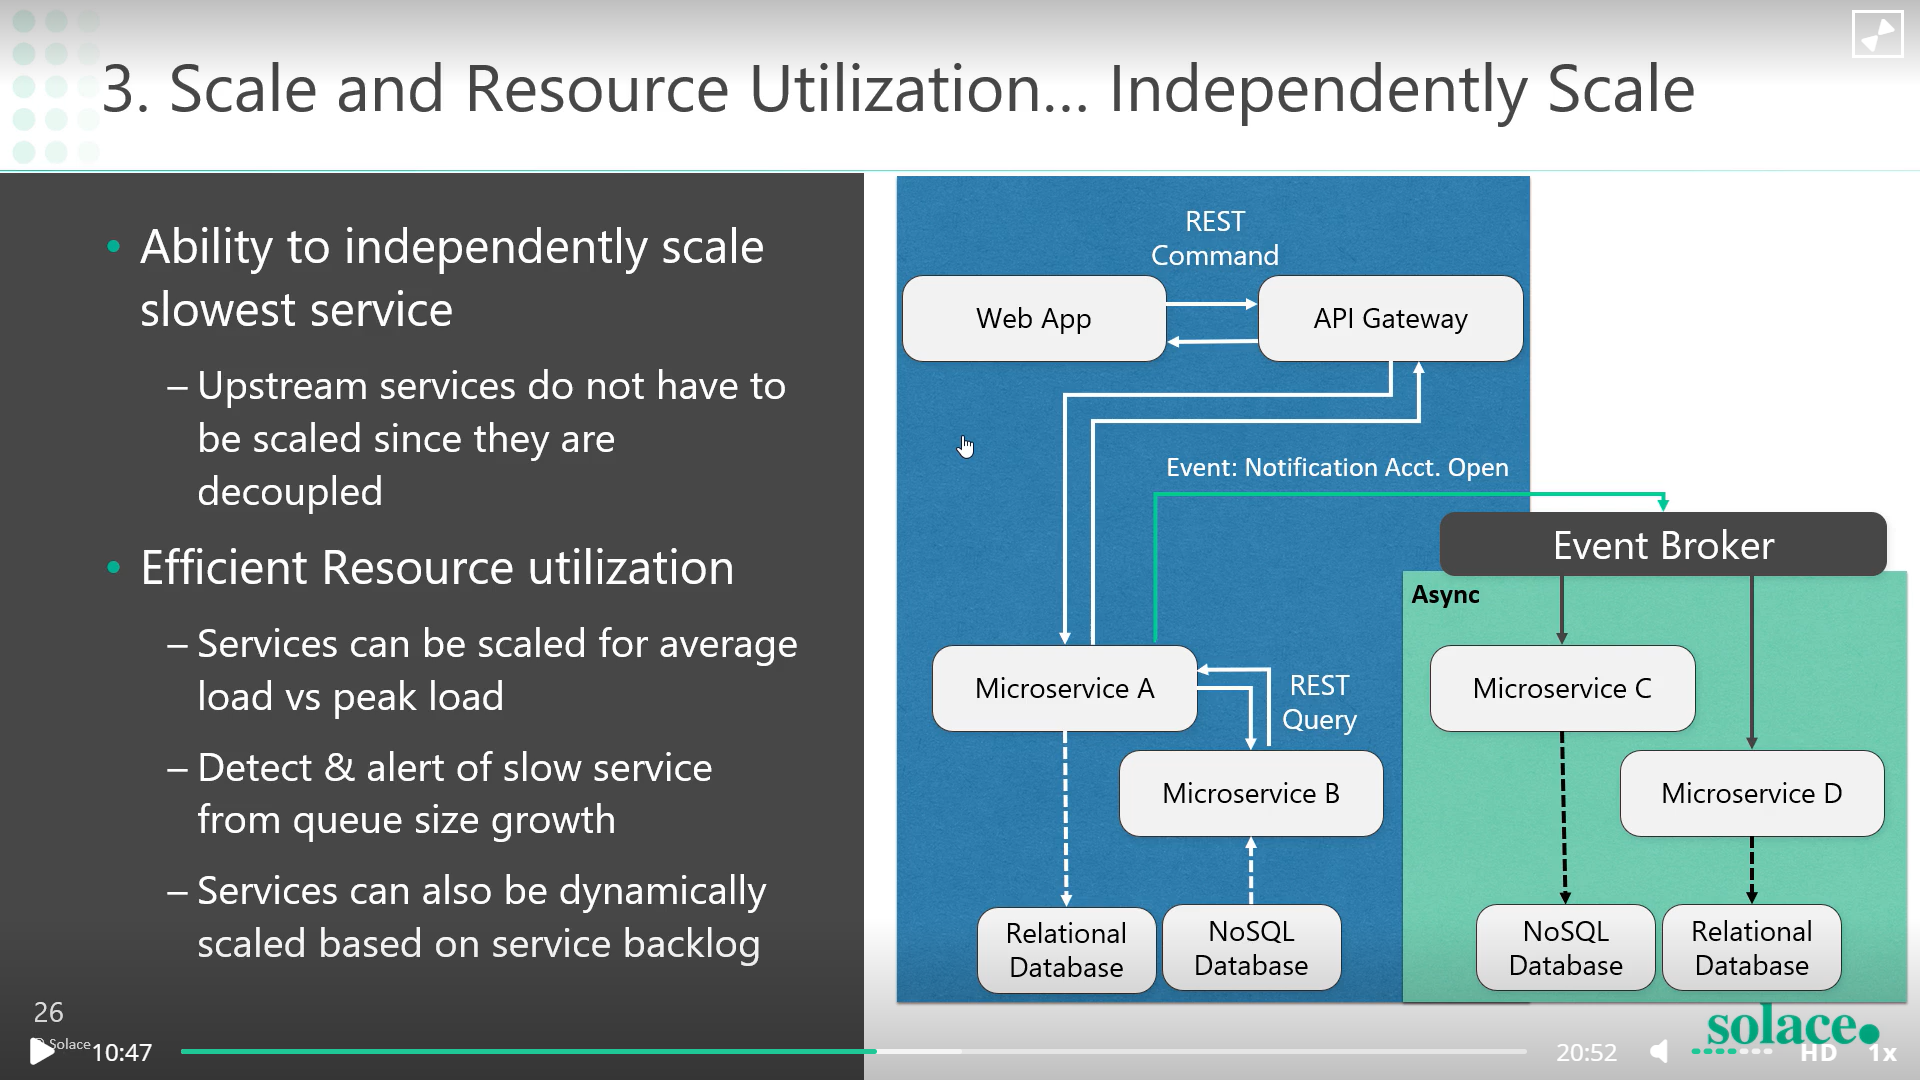 3. Scale and Resource Utilization... Independently Scale
• Ability to independently scale
slowest service
– Upstream services do not have to
be scaled since they are
decoupled
• Efficient Resource utilization
– Services can be scaled for average
load vs peak load
– Detect & alert of slow service
from queue size growth
– Services can also be dynamically
scaled based on service backlog
REST
Command
Web App
API Gateway
Event: Notification Acct. Open
Event Broker
Async
Microservice A
REST
Query
Microservice B
Microservice C
Microservice D
Relational
Database
NoSQL
Database
NoSQL
Database
Relational
Database
26
© Solace
solace.
10:47
20:52
HD
1x